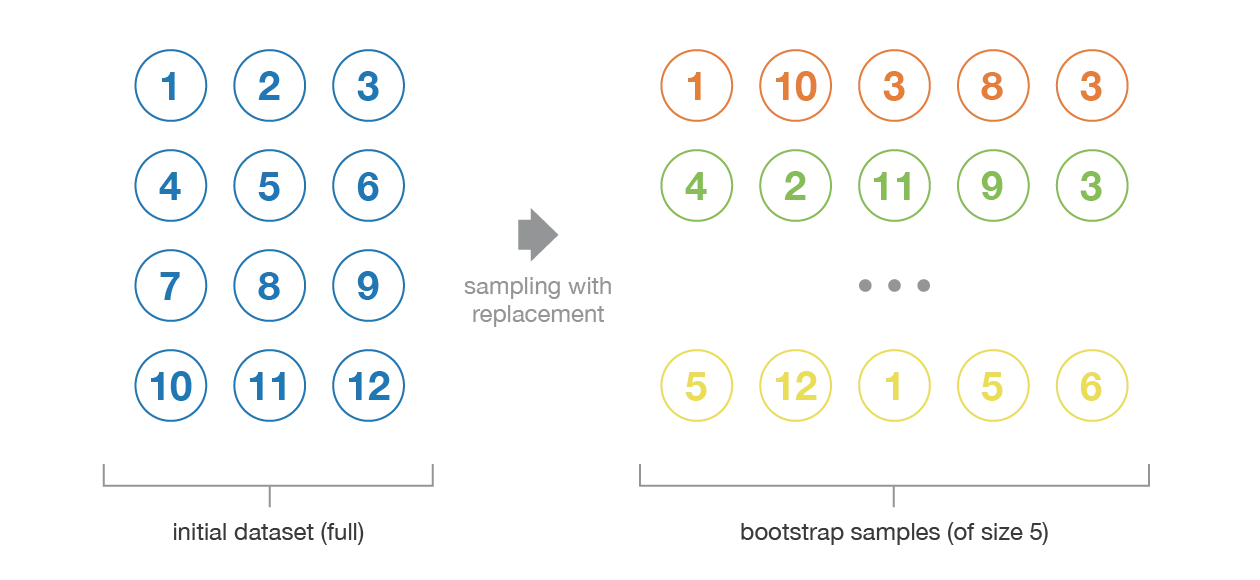 1 2 3
4 5 6
7 8 9
10 11 12
initial dataset (full)
sampling with
replacement
1 10 3 8 3
4 2 11 9 3
5 12 1 5 6
bootstrap samples (of size 5)